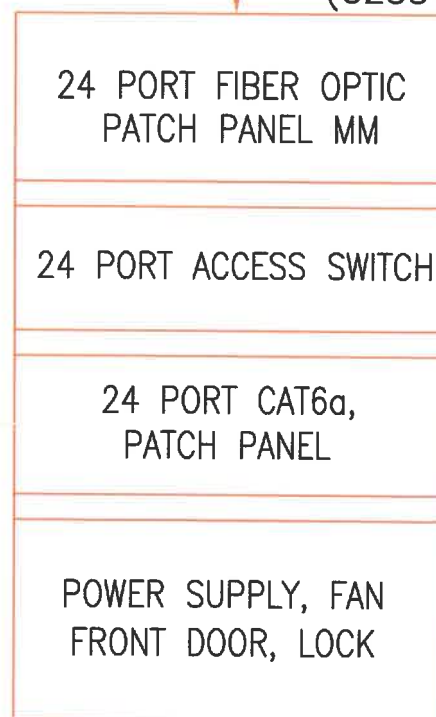 24 PORT FIBER OPTIC
PATCH PANEL MM
24 PORT ACCESS SWITCH
24 PORT CAT6a,
PATCH PANEL
POWER SUPPLY, FAN
FRONT DOOR, LOCK